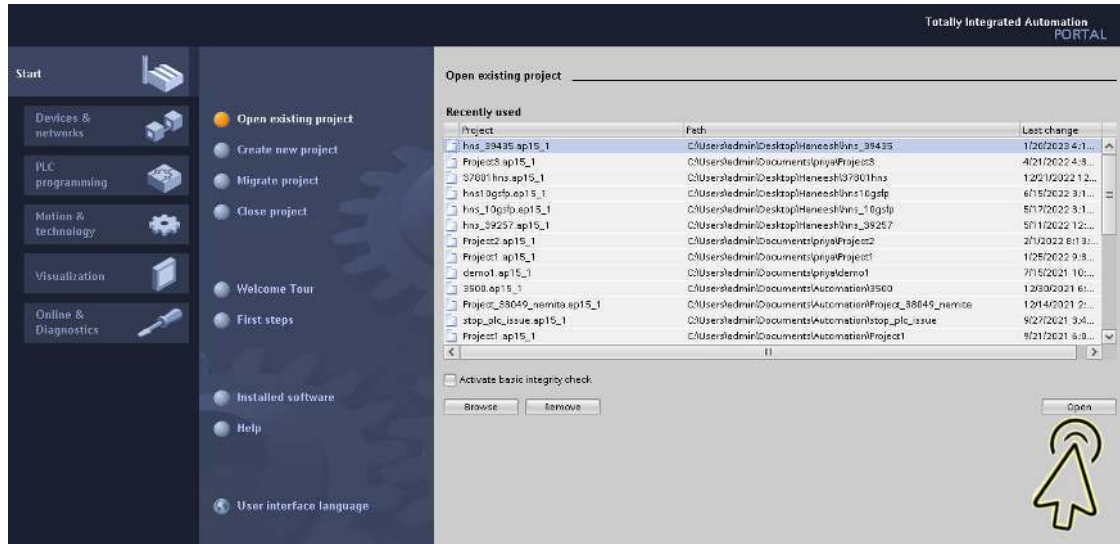 Totally Integrated Automation
PORTAL
Start
Devices &
networks
PLC
programming
Motion &
technology
Visualization
Online &
Diagnostics
Open existing project
Create new project
Migrate project
Close project
Welcome Tour
First steps
Installed software
Help
User interface language
Open existing project
Recently used
Project Path Last change
hns_39435.ap15_1 C:\Users\admin\Desktop\Haneesh\hns_39435 1/20/2023 4:1...
Project3.ap15_1 C:\Users\admin\Documents\priya\Project3 4/21/2022 4:3...
37801hns.ap15_1 C:\Users\admin\Desktop\Haneesh\37801hns 12/21/2022 12...
hns10gsfp.ap15_1 C:\Users\admin\Desktop\Haneesh\hns10gsfp 6/15/2022 3:1...
hns_10gsfp.ap15_1 C:\Users\admin\Desktop\Haneesh\hns_10gsfp 5/17/2022 3:1...
hns_39257.ap15_1 C:\Users\admin\Desktop\Haneesh\hns_39257 5/11/2022 12:...
Project2.ap15_1 C:\Users\admin\Documents\priya\Project2 2/1/2022 8:13:...
Project1.ap15_1 C:\Users\admin\Documents\priya\Project1 1/25/2022 9:3...
demo1.ap15_1 C:\Users\admin\Documents\priya\demo1 7/15/2021 10:...
3500.ap15_1 C:\Users\admin\Documents\Automation\3500 12/30/2021 6:...
Project_38049_namita.ap15_1 C:\Users\admin\Documents\Automation\Project_38049_namita 12/14/2021 2:...
stop_plc_issue.ap15_1 C:\Users\admin\Documents\Automation\stop_plc_issue 9/27/2021 3:4...
Project1.ap15_1 C:\Users\admin\Documents\Automation\Project1 9/21/2021 6:0...
Activate basic integrity check
Browse Remove Open